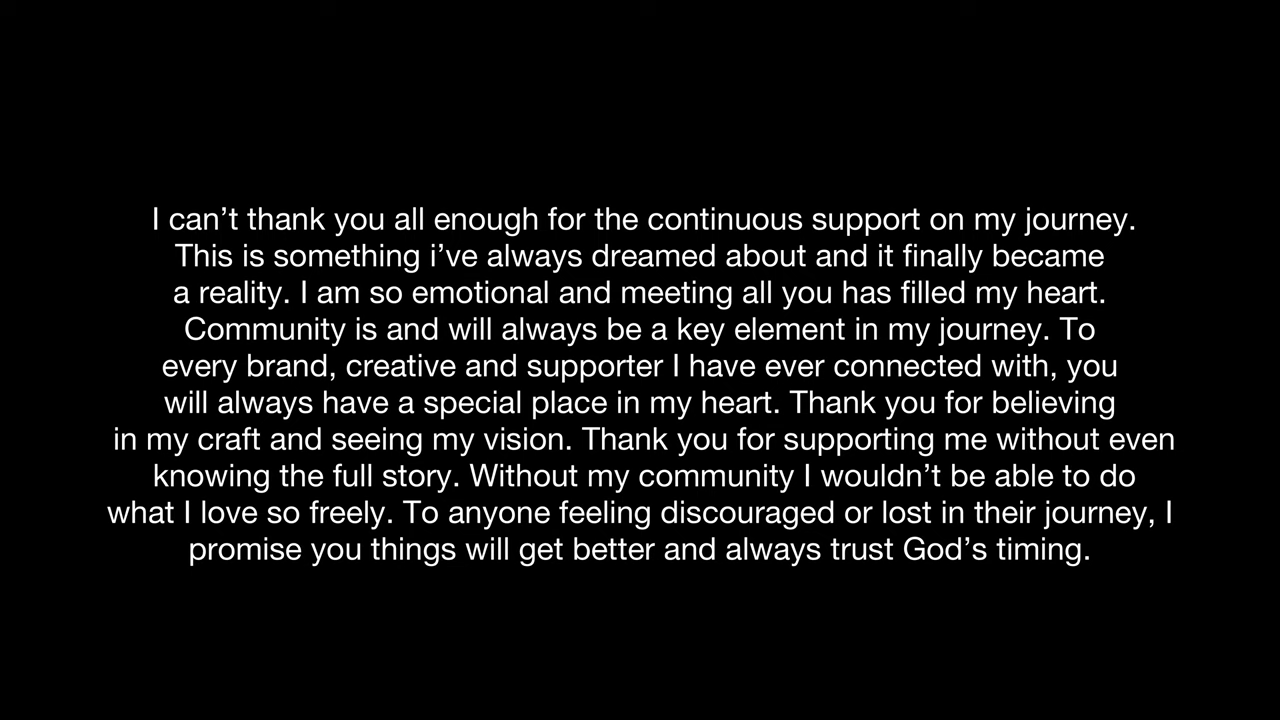 I can’t thank you all enough for the continuous support on my journey.
This is something i’ve always dreamed about and it finally became
a reality. I am so emotional and meeting all you has filled my heart.
Community is and will always be a key element in my journey. To
every brand, creative and supporter I have ever connected with, you
will always have a special place in my heart. Thank you for believing
in my craft and seeing my vision. Thank you for supporting me without even
knowing the full story. Without my community I wouldn’t be able to do
what I love so freely. To anyone feeling discouraged or lost in their journey, I
promise you things will get better and always trust God’s timing.